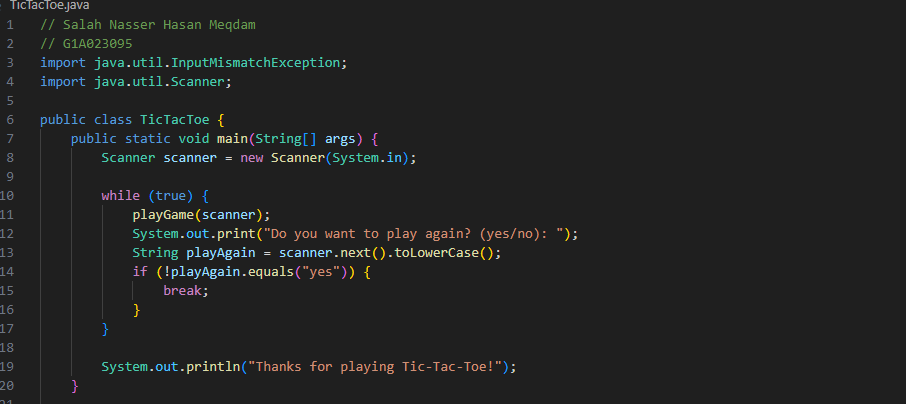 TicTacToe.java
1 // Salah Nasser Hasan Meqdam
2 // G1A023095
3 import java.util.InputMismatchException;
4 import java.util.Scanner;
5
6 public class TicTacToe {
7 public static void main(String[] args) {
8 Scanner scanner = new Scanner(System.in);
9
10 while (true) {
11 playGame(scanner);
12 System.out.print("Do you want to play again? (yes/no): ");
13 String playAgain = scanner.next().toLowerCase();
14 if (!playAgain.equals("yes")) {
15 break;
16 }
17 }
18
19 System.out.println("Thanks for playing Tic-Tac-Toe!");
20 }